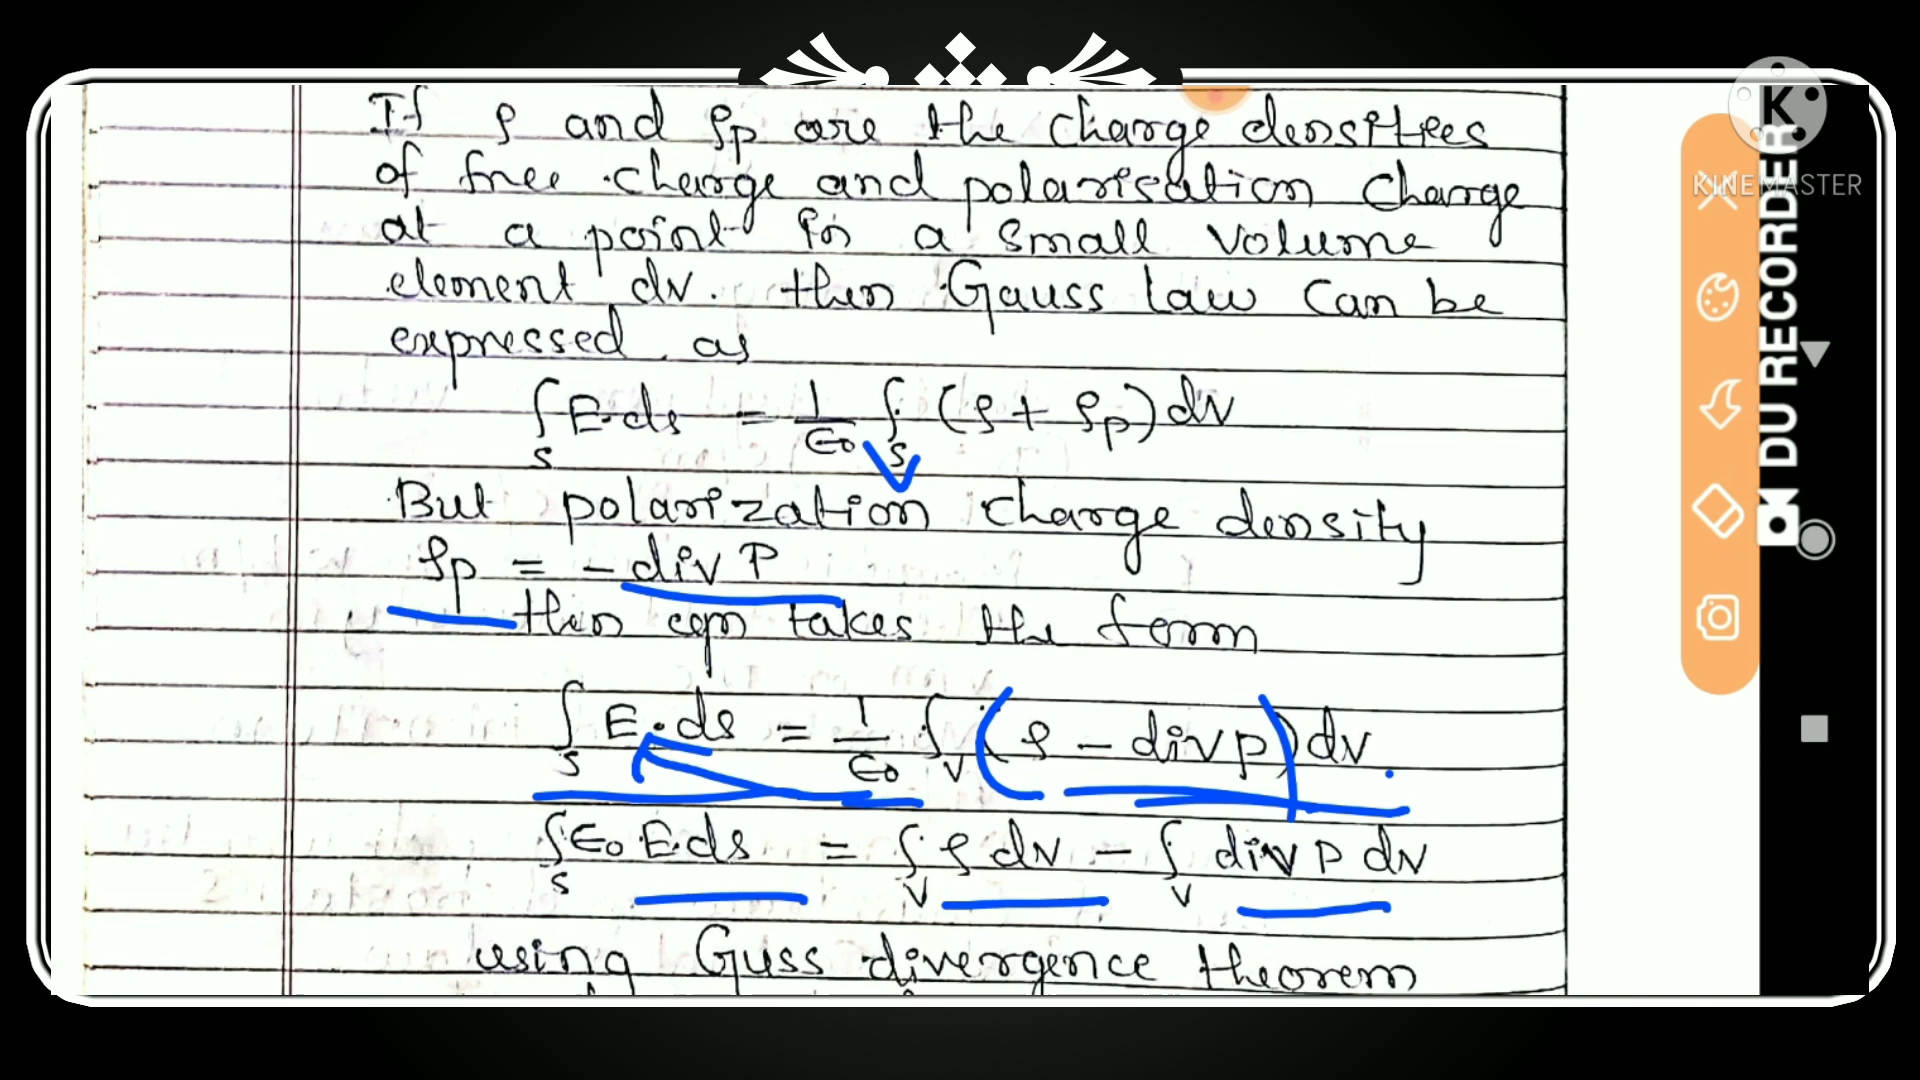 If ρ and ρp are the charge densities
of free charge and polarisation charge
at a point in a small volume
element dv. then Gauss law can be
expressed as
∫s E.ds = 1/ϵ0 ∫s (ρ + ρp) dv
But polarization charge density
ρp = - div P
then eqn takes the form
∫s E.ds = 1/ϵ0 ∫v (ρ - div p) dv.
∫s ϵ0 E.ds = ∫v ρ dv - ∫v div P dv
using Guss divergence theorem
K
KINEMASTER
DU RECORDER